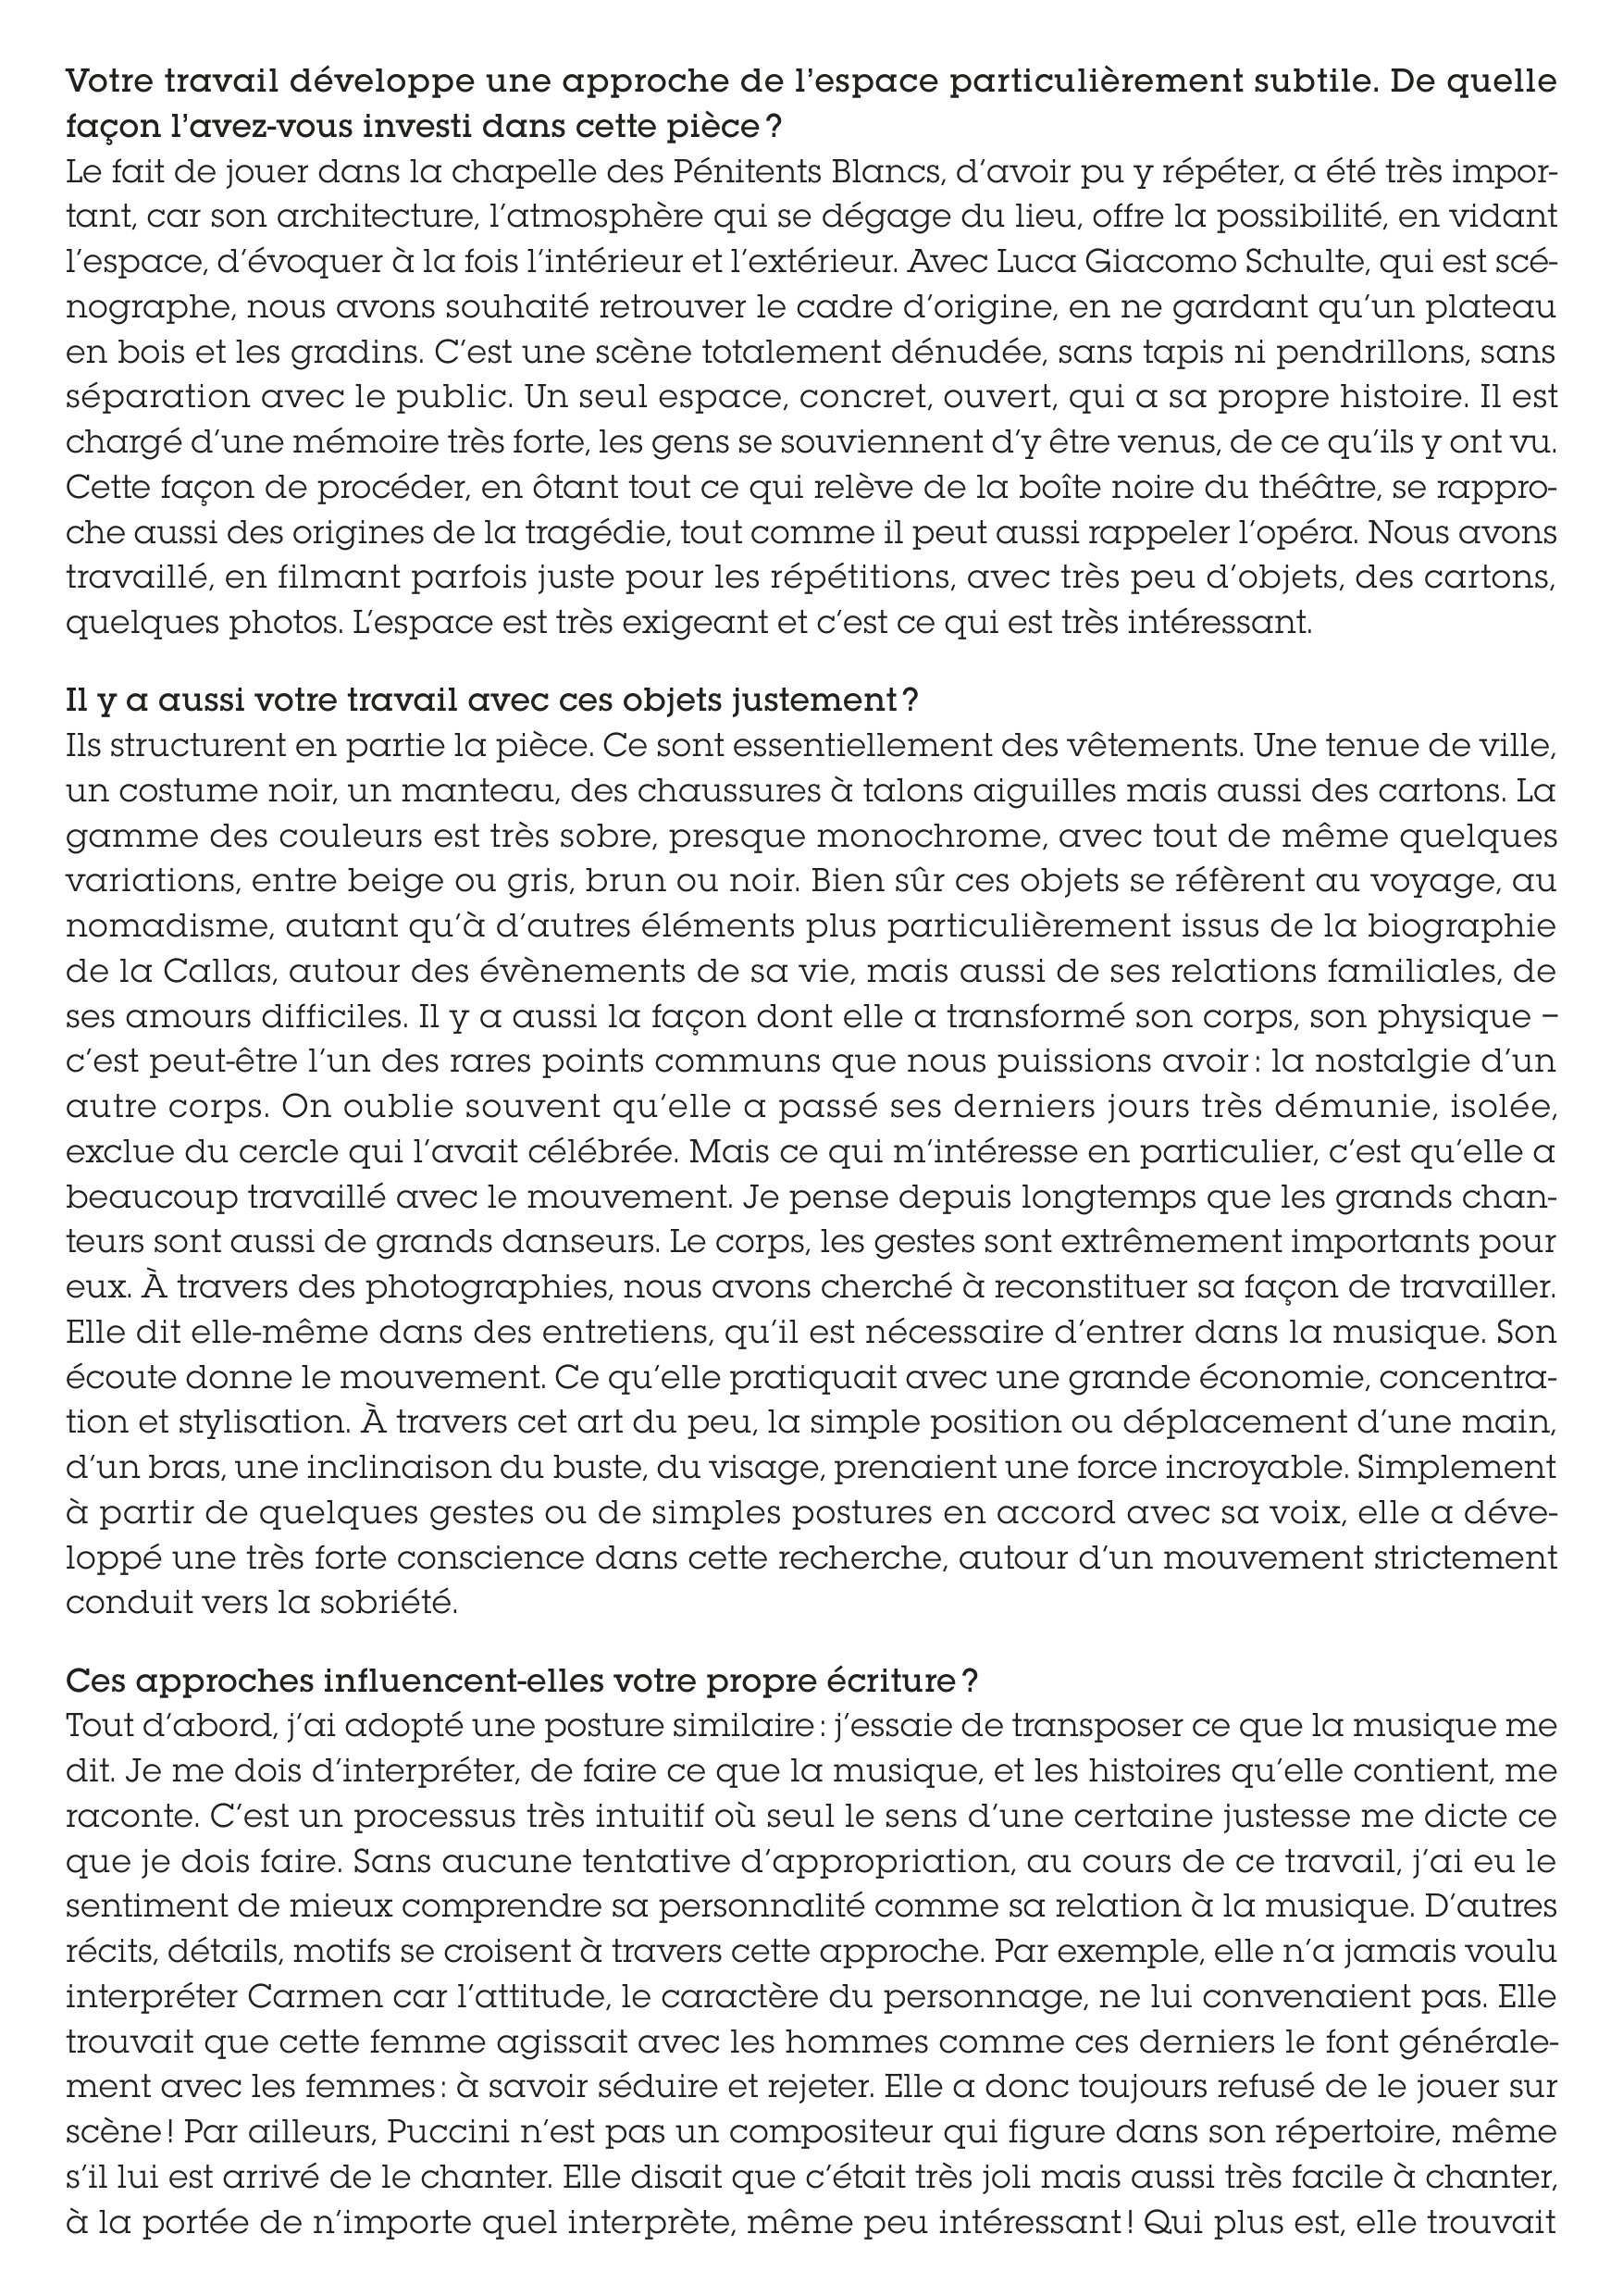 Votre travail développe une approche de l’espace particulièrement subtile. De quelle
façon l’avez-vous investi dans cette pièce ?
Le fait de jouer dans la chapelle des Pénitents Blancs, d’avoir pu y répéter, a été très impor-
tant, car son architecture, l’atmosphère qui se dégage du lieu, offre la possibilité, en vidant
l’espace, d’évoquer à la fois l’intérieur et l’extérieur. Avec Luca Giacomo Schulte, qui est scé-
nographe, nous avons souhaité retrouver le cadre d’origine, en ne gardant qu’un plateau
en bois et les gradins. C’est une scène totalement dénudée, sans tapis ni pendrillons, sans
séparation avec le public. Un seul espace, concret, ouvert, qui a sa propre histoire. Il est
chargé d’une mémoire très forte, les gens se souviennent d’y être venus, de ce qu’ils y ont vu.
Cette façon de procéder, en ôtant tout ce qui relève de la boîte noire du théâtre, se rappro-
che aussi des origines de la tragédie, tout comme il peut aussi rappeler l’opéra. Nous avons
travaillé, en filmant parfois juste pour les répétitions, avec très peu d’objets, des cartons,
quelques photos. L’espace est très exigeant et c’est ce qui est très intéressant.
Il y a aussi votre travail avec ces objets justement ?
Ils structurent en partie la pièce. Ce sont essentiellement des vêtements. Une tenue de ville,
un costume noir, un manteau, des chaussures à talons aiguilles mais aussi des cartons. La
gamme des couleurs est très sobre, presque monochrome, avec tout de même quelques
variations, entre beige ou gris, brun ou noir. Bien sûr ces objets se réfèrent au voyage, au
nomadisme, autant qu’à d’autres éléments plus particulièrement issus de la biographie
de la Callas, autour des évènements de sa vie, mais aussi de ses relations familiales, de
ses amours difficiles. Il y a aussi la façon dont elle a transformé son corps, son physique –
c’est peut-être l’un des rares points communs que nous puissions avoir : la nostalgie d’un
autre corps. On oublie souvent qu’elle a passé ses derniers jours très démunie, isolée,
exclue du cercle qui l’avait célébrée. Mais ce qui m’intéresse en particulier, c’est qu’elle a
beaucoup travaillé avec le mouvement. Je pense depuis longtemps que les grands chan-
teurs sont aussi de grands danseurs. Le corps, les gestes sont extrêmement importants pour
eux. À travers des photographies, nous avons cherché à reconstituer sa façon de travailler.
Elle dit elle-même dans des entretiens, qu’il est nécessaire d’entrer dans la musique. Son
écoute donne le mouvement. Ce qu’elle pratiquait avec une grande économie, concentra-
tion et stylisation. À travers cet art du peu, la simple position ou déplacement d’une main,
d’un bras, une inclinaison du buste, du visage, prenaient une force incroyable. Simplement
à partir de quelques gestes ou de simples postures en accord avec sa voix, elle a déve-
loppé une très forte conscience dans cette recherche, autour d’un mouvement strictement
conduit vers la sobriété.
Ces approches influencent-elles votre propre écriture ?
Tout d’abord, j’ai adopté une posture similaire : j’essaie de transposer ce que la musique me
dit. Je me dois d’interpréter, de faire ce que la musique, et les histoires qu’elle contient, me
raconte. C’est un processus très intuitif où seul le sens d’une certaine justesse me dicte ce
que je dois faire. Sans aucune tentative d’appropriation, au cours de ce travail, j’ai eu le
sentiment de mieux comprendre sa personnalité comme sa relation à la musique. D’autres
récits, détails, motifs se croisent à travers cette approche. Par exemple, elle n’a jamais voulu
interpréter Carmen car l’attitude, le caractère du personnage, ne lui convenaient pas. Elle
trouvait que cette femme agissait avec les hommes comme ces derniers le font générale-
ment avec les femmes : à savoir séduire et rejeter. Elle a donc toujours refusé de le jouer sur
scène ! Par ailleurs, Puccini n’est pas un compositeur qui figure dans son répertoire, même
s’il lui est arrivé de le chanter. Elle disait que c’était très joli mais aussi très facile à chanter,
à la portée de n’importe quel interprète, même peu intéressant ! Qui plus est, elle trouvait